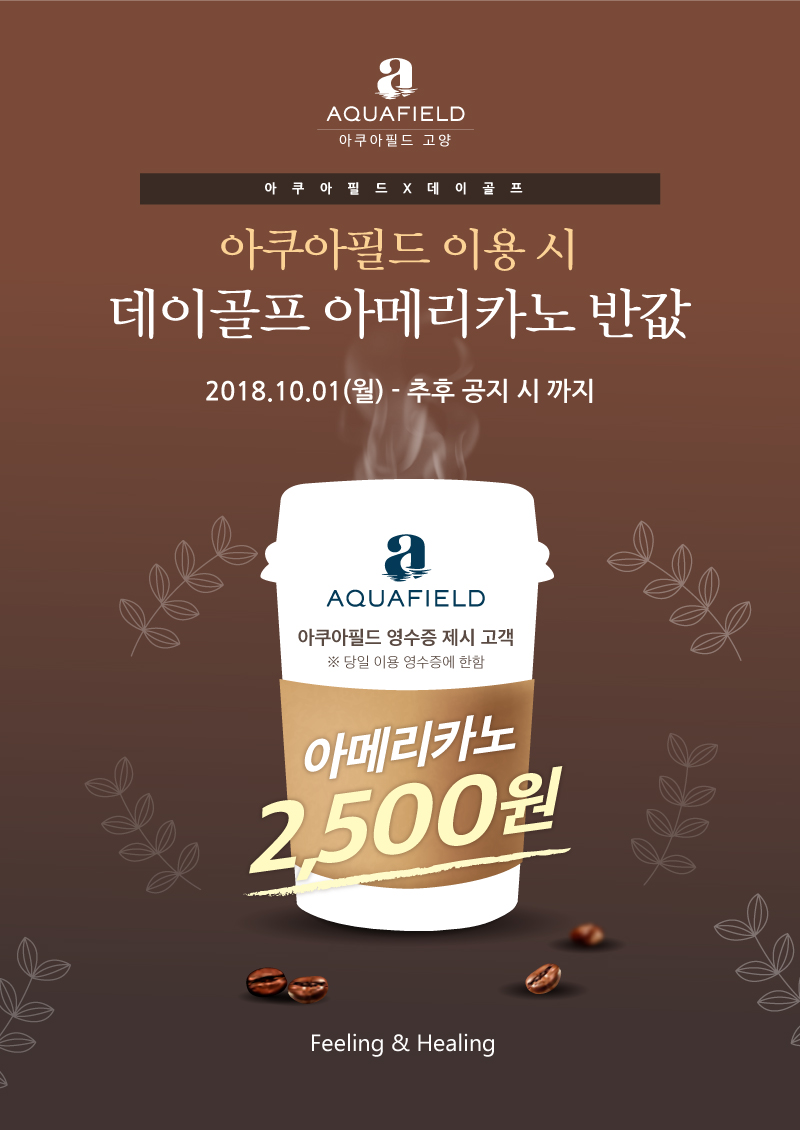 a
AQUAFIELD
아쿠아필드 고양
아쿠아필드X데이골프
아쿠아필드 이용 시
데이골프 아메리카노 반값
2018.10.01(월) - 추후 공지 시 까지
a
AQUAFIELD
아쿠아필드 영수증 제시 고객
※ 당일 이용 영수증에 한함
아메리카노
2,500원
Feeling & Healing